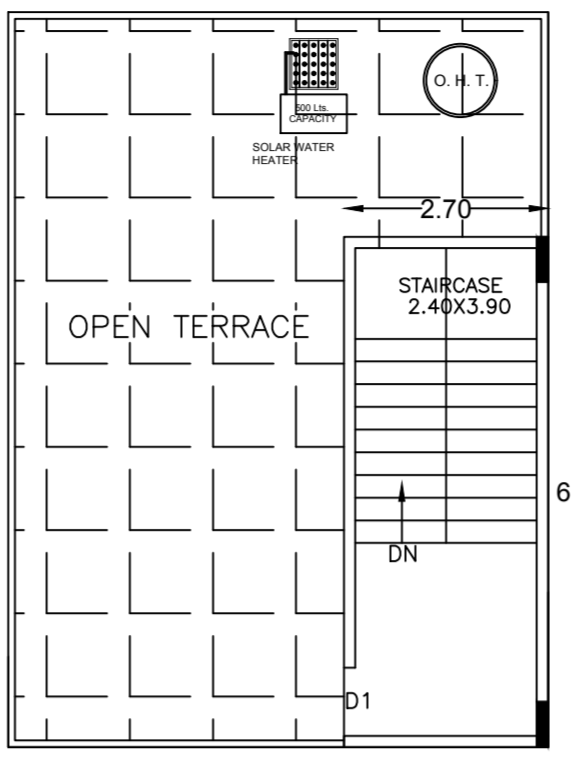 O. H. T.
500 Lts.
CAPACITY
SOLAR WATER
HEATER
2.70
STAIRCASE
2.40X3.90
OPEN TERRACE
6
DN
D1